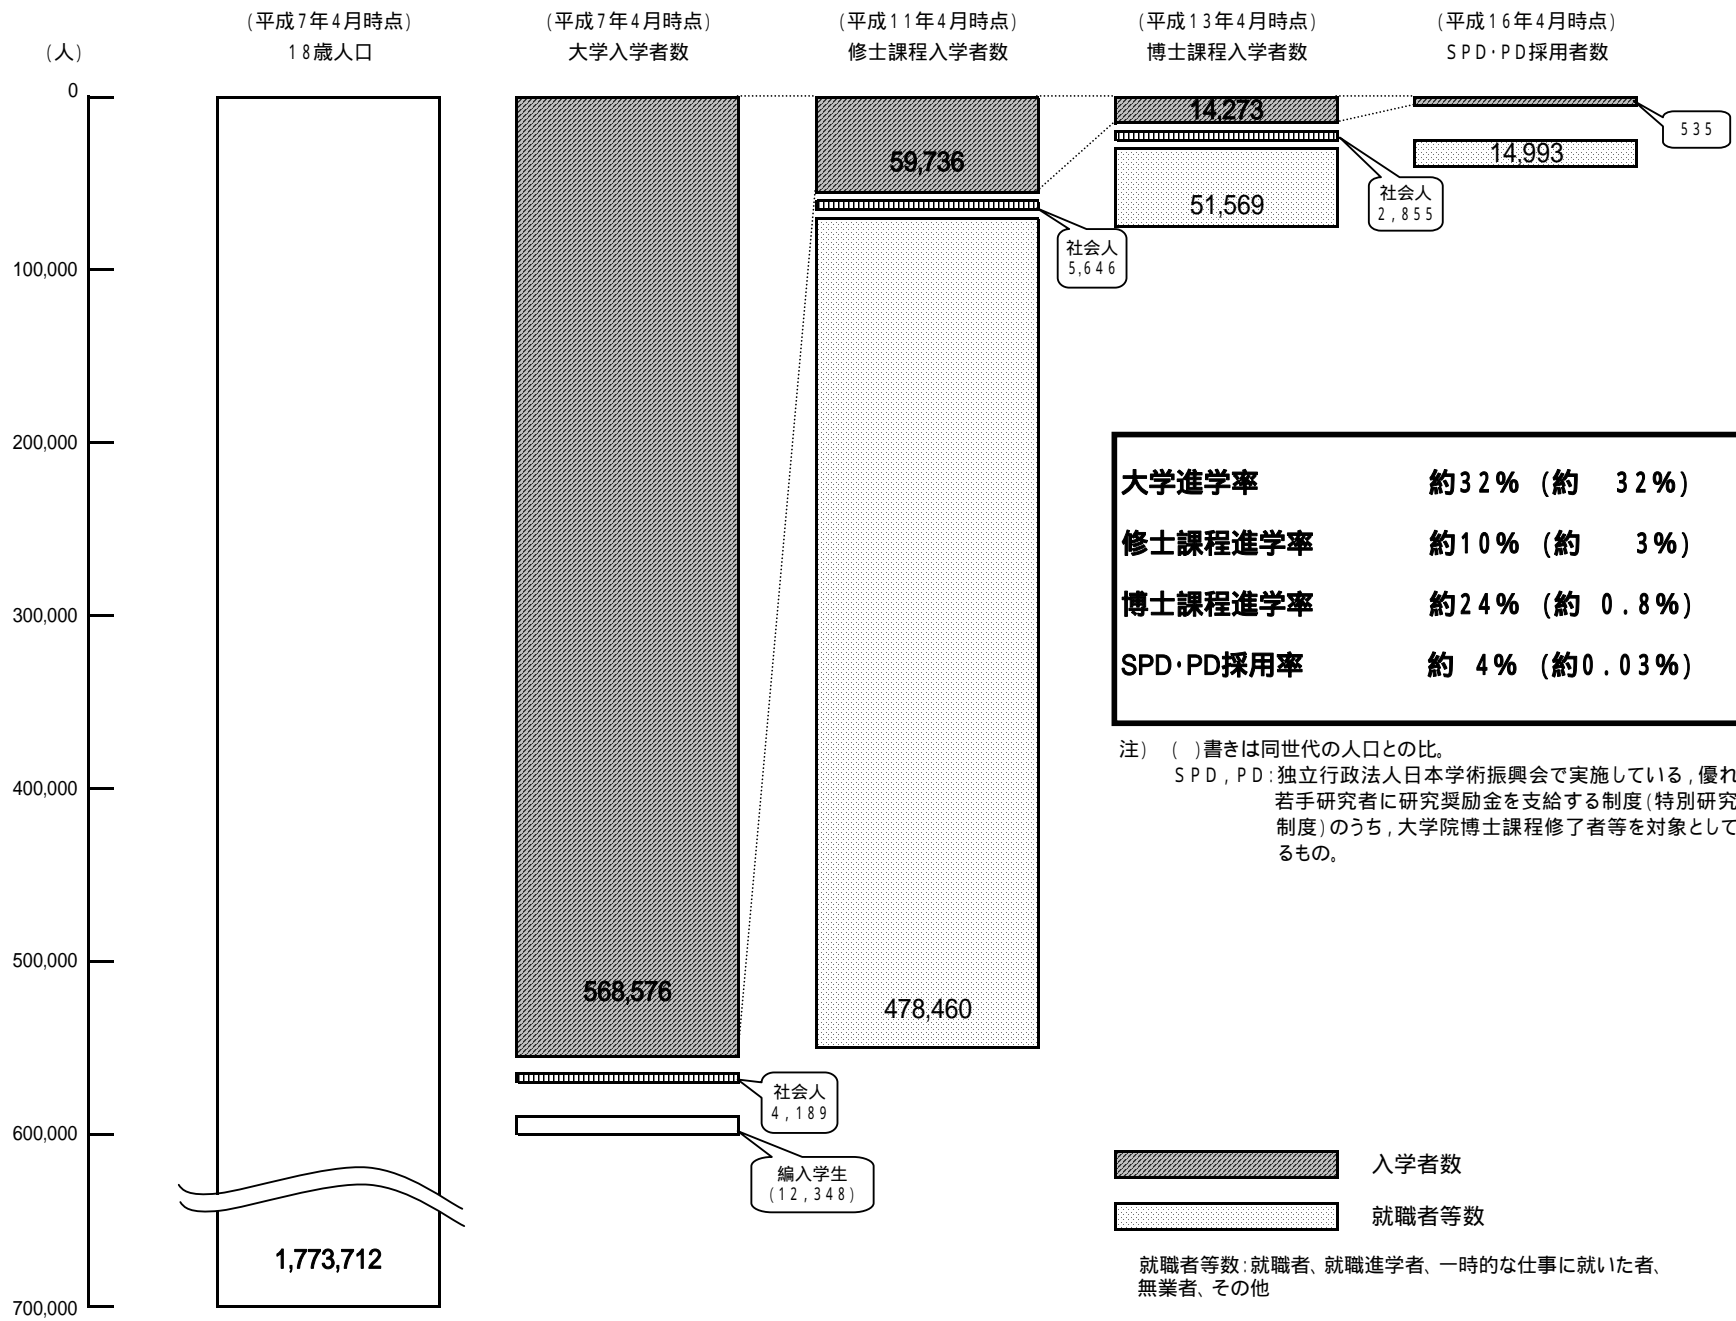 (平成7年4月時点)
18歳人口
(平成7年4月時点)
大学入学者数
(平成11年4月時点)
修士課程入学者数
(平成13年4月時点)
博士課程入学者数
(平成16年4月時点)
SPD・PD採用者数
(人)
0
100,000
200,000
300,000
400,000
500,000
600,000
700,000
1,773,712
568,576
社会人
4,189
編入学生
(12,348)
59,736
社会人
5,646
478,460
14,273
社会人
2,855
51,569
535
14,993
大学進学率 約32% (約 32%)
修士課程進学率 約10% (約 3%)
博士課程進学率 約24% (約 0.8%)
SPD・PD採用率 約 4% (約0.03%)
注) ( )書きは同世代の人口との比。
SPD,PD:独立行政法人日本学術振興会で実施している,優れ
若手研究者に研究奨励金を支給する制度(特別研究
制度)のうち,大学院博士課程修了者等を対象として
るもの。
入学者数
就職者等数
就職者等数:就職者、就職進学者、一時的な仕事に就いた者、
無業者、その他